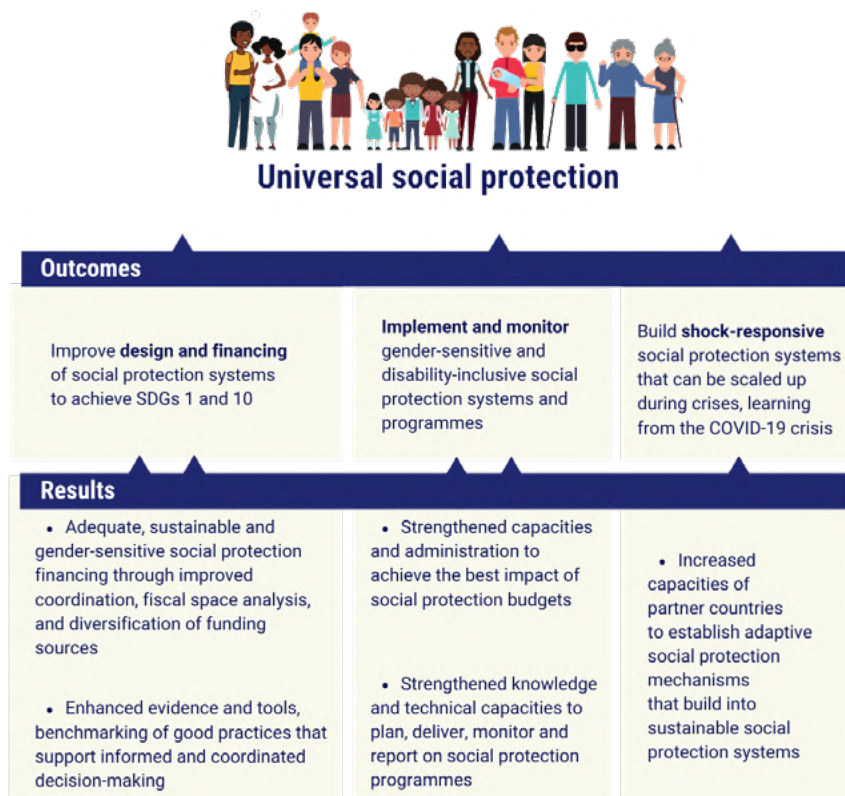 Universal social protection
Outcomes
Improve design and financing
of social protection systems
to achieve SDGs 1 and 10
Implement and monitor
gender-sensitive and
disability-inclusive social
protection systems and
programmes
Build shock-responsive
social protection systems
that can be scaled up
during crises, learning
from the COVID-19 crisis
Results
• Adequate, sustainable and
gender-sensitive social protection
financing through improved
coordination, fiscal space analysis,
and diversification of funding
sources
• Enhanced evidence and tools,
benchmarking of good practices that
support informed and coordinated
decision-making
• Strengthened capacities
and administration to
achieve the best impact of
social protection budgets
• Strengthened knowledge
and technical capacities to
plan, deliver, monitor and
report on social protection
programmes
• Increased
capacities of
partner countries
to establish adaptive
social protection
mechanisms
that build into
sustainable social
protection systems